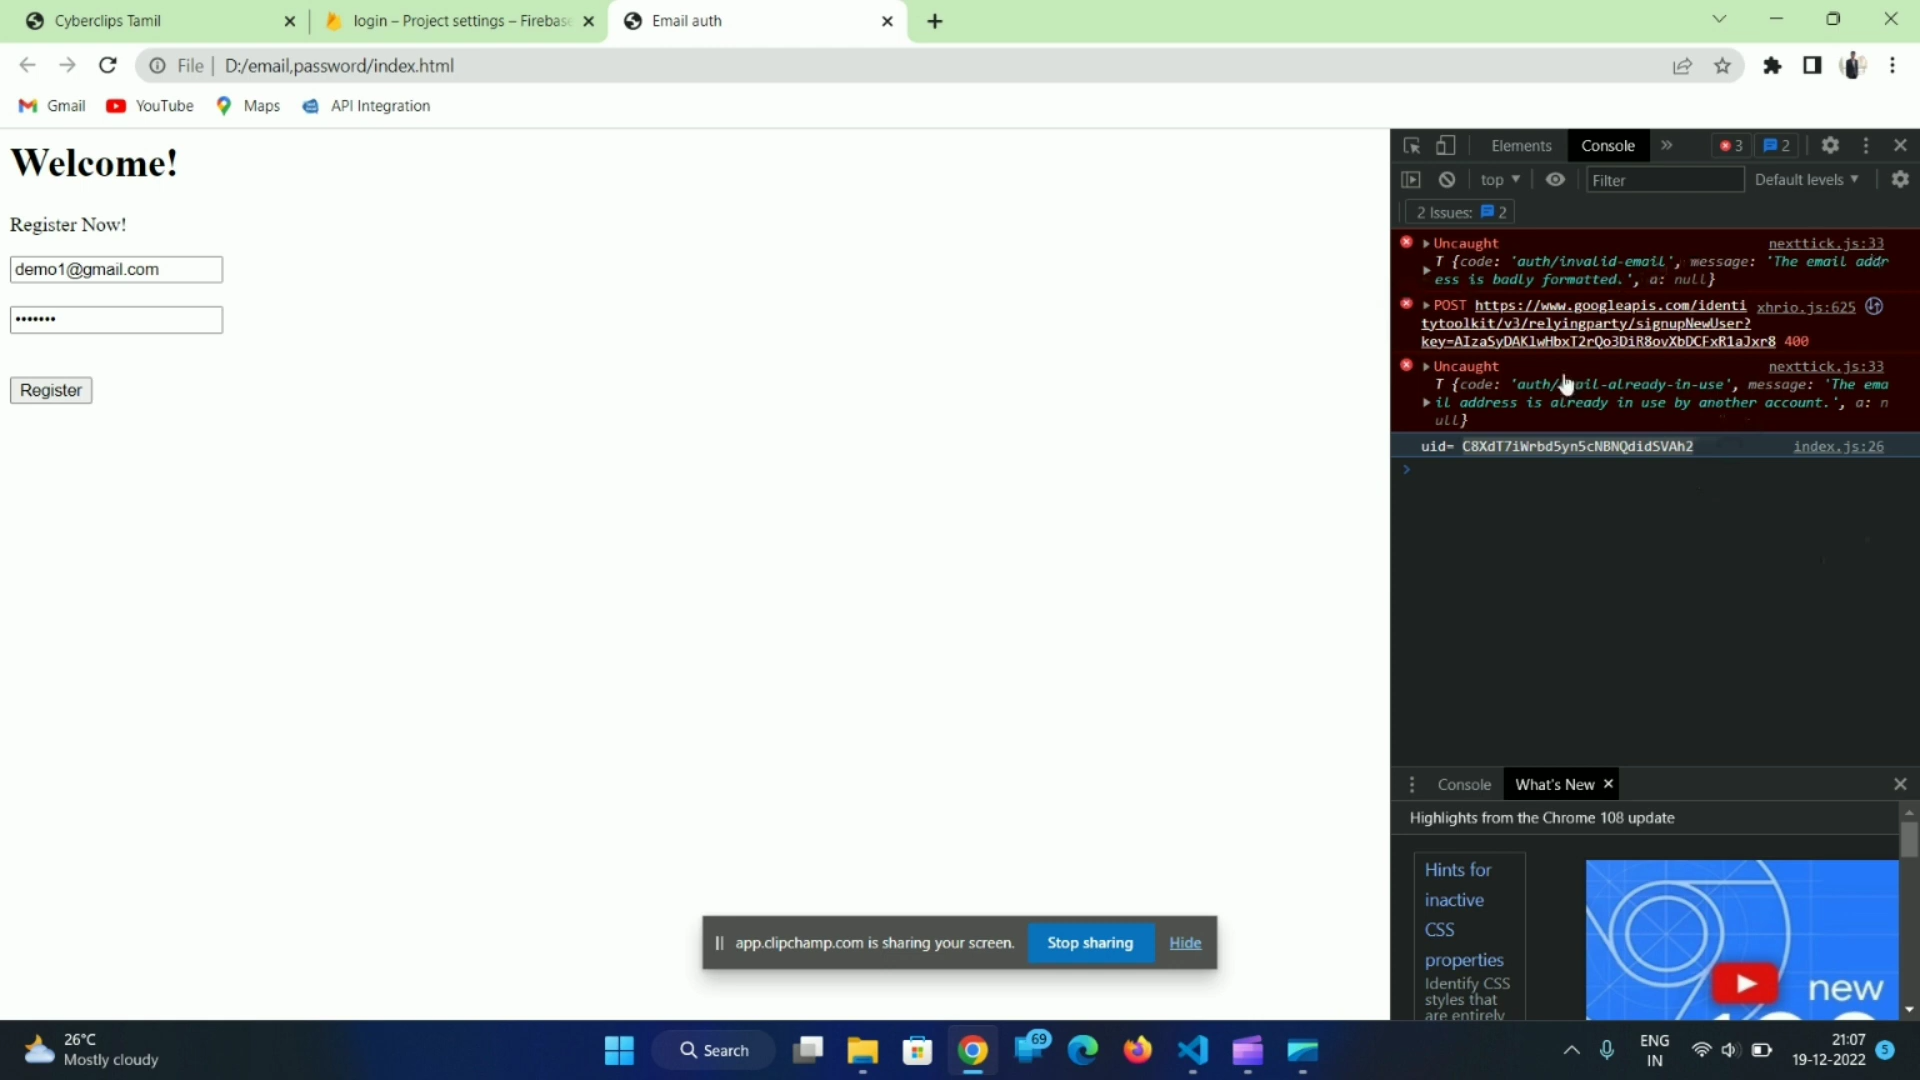 Cyberclips Tamil
login – Project settings – Firebase
Email auth
File | D:/email,password/index.html
Gmail
YouTube
Maps
API Integration
Welcome!
Register Now!
demo1@gmail.com
•••••••
Register
Elements
Console
3
2
top
Filter
Default levels
2 Issues: 2
Uncaught nexttick.js:33
T {code: 'auth/invalid-email', message: 'The email addr
ess is badly formatted.', a: null}
POST https://www.googleapis.com/identi xhrio.js:625
tytoolkit/v3/relyingparty/signupNewUser?
key=AIzaSyDAKlwHbxT2rQo3DiR8ovXbDCFxR1aJxr8 400
Uncaught nexttick.js:33
T {code: 'auth/email-already-in-use', message: 'The ema
il address is already in use by another account.', a: n
ull}
uid= C8XdT7iWrbd5yn5cNBNQdidSVAh2 index.js:26
Console
What's New
Highlights from the Chrome 108 update
Hints for
inactive
CSS
properties
Identify CSS
styles that
are entirely
new
app.clipchamp.com is sharing your screen.
Stop sharing
Hide
26°C
Mostly cloudy
Search
69
ENG
IN
21:07
19-12-2022
5